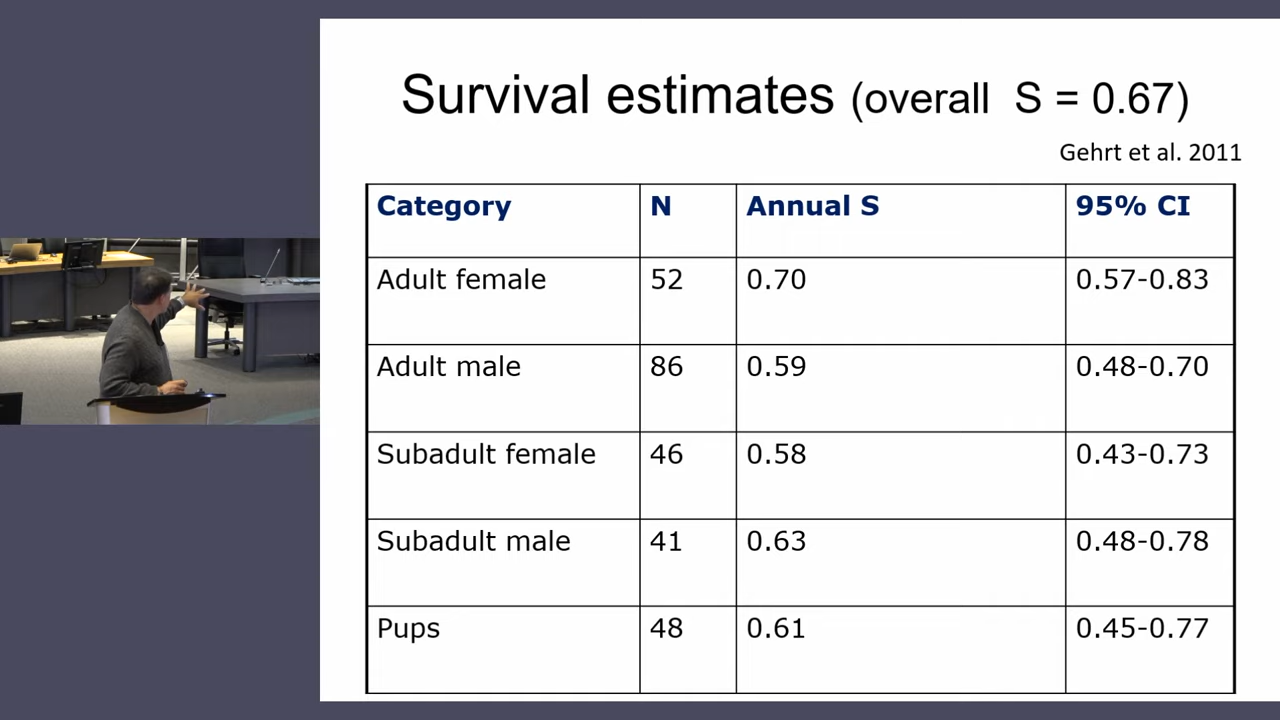 Survival estimates (overall S = 0.67)
Gehrt et al. 2011
Category N Annual S 95% CI
Adult female 52 0.70 0.57-0.83
Adult male 86 0.59 0.48-0.70
Subadult female 46 0.58 0.43-0.73
Subadult male 41 0.63 0.48-0.78
Pups 48 0.61 0.45-0.77